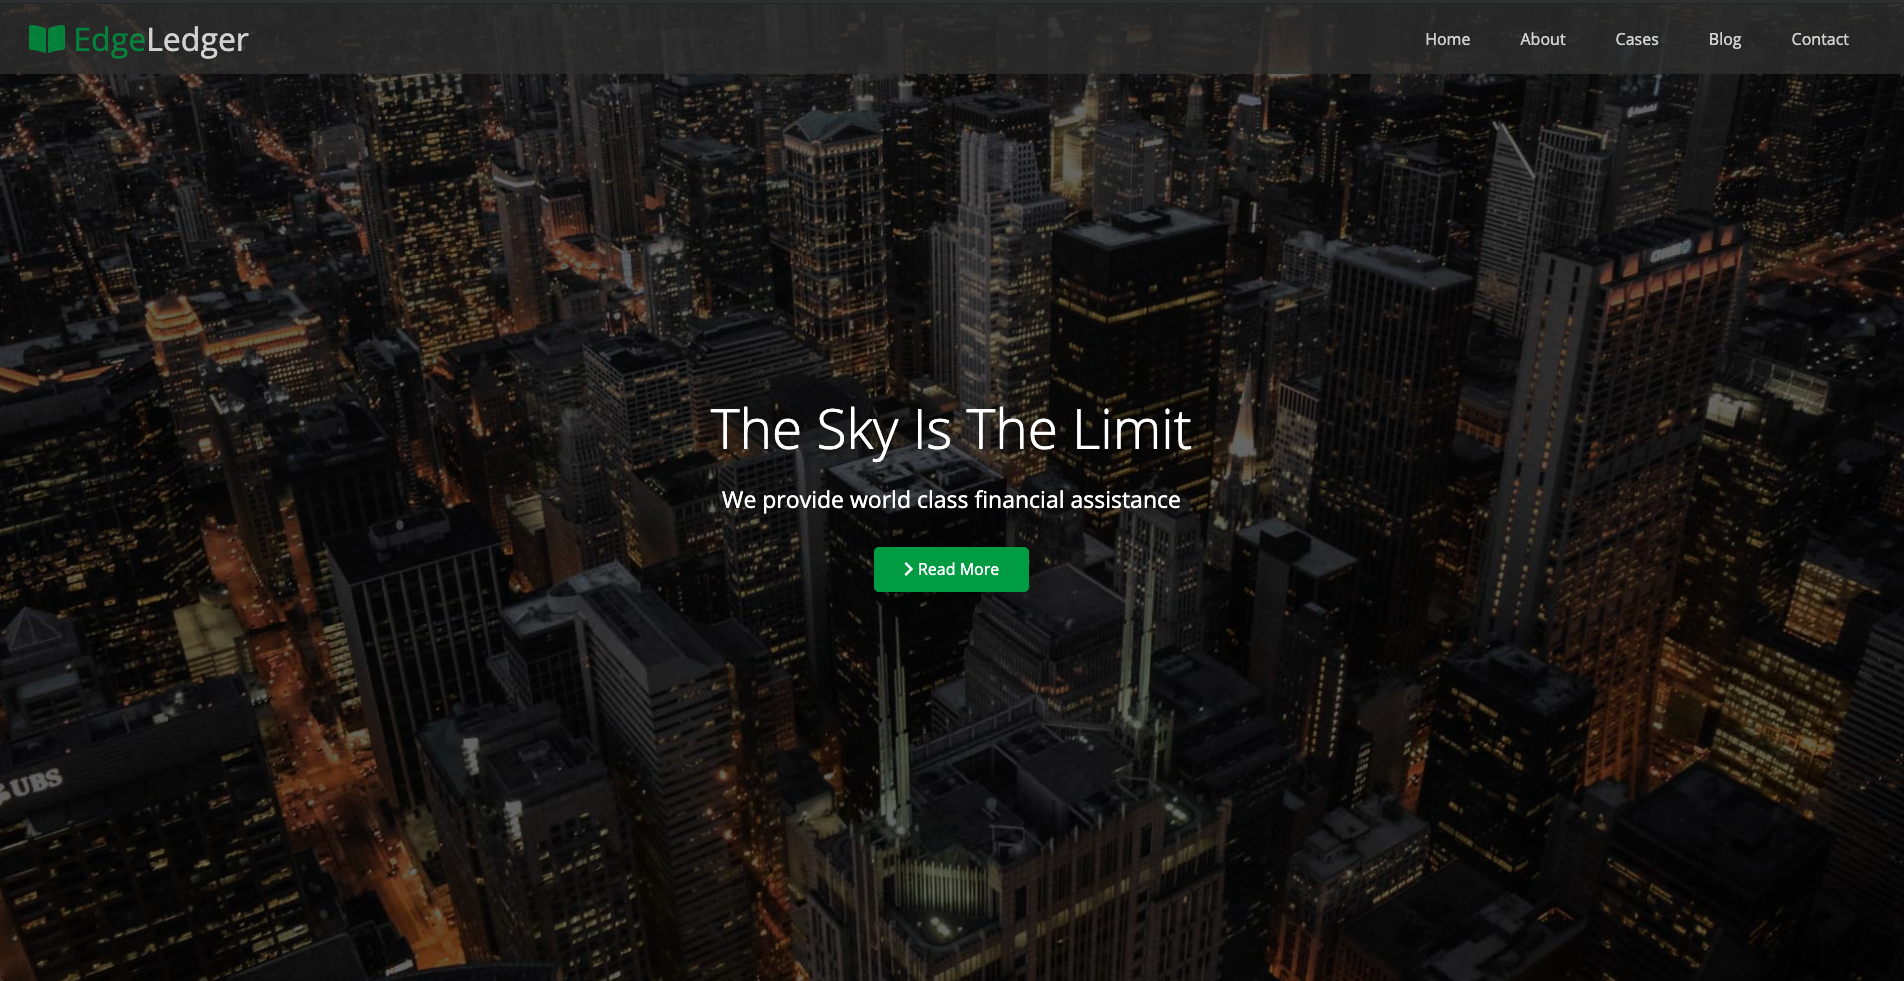 EdgeLedger
Home
About
Cases
Blog
Contact
The Sky Is The Limit
We provide world class financial assistance
Read More
UBS